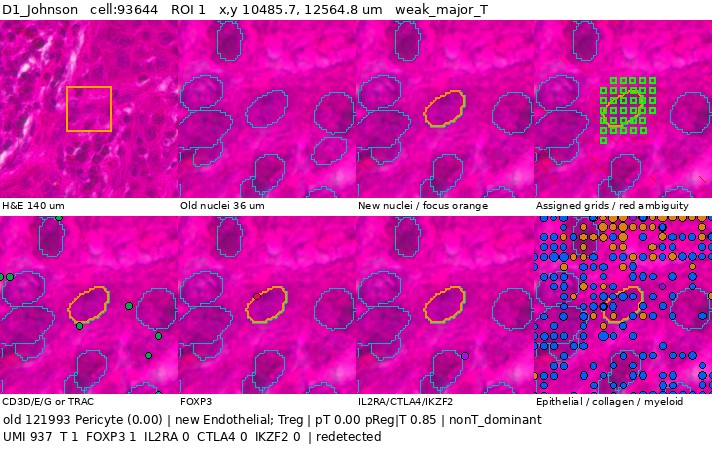 D1_Johnson   cell:93644   ROI 1   x,y 10485.7, 12564.8 um   weak_major_T
H&E 140 um
Old nuclei 36 um
New nuclei / focus orange
Assigned grids / red ambiguity
CD3D/E/G or TRAC
FOXP3
IL2RA/CTLA4/IKZF2
Epithelial / collagen / myeloid
old 121993 Pericyte (0.00) | new Endothelial; Treg | pT 0.00 pReg|T 0.85 | nonT_dominant
UMI 937  T 1  FOXP3 1  IL2RA 0  CTLA4 0  IKZF2 0  | redetected